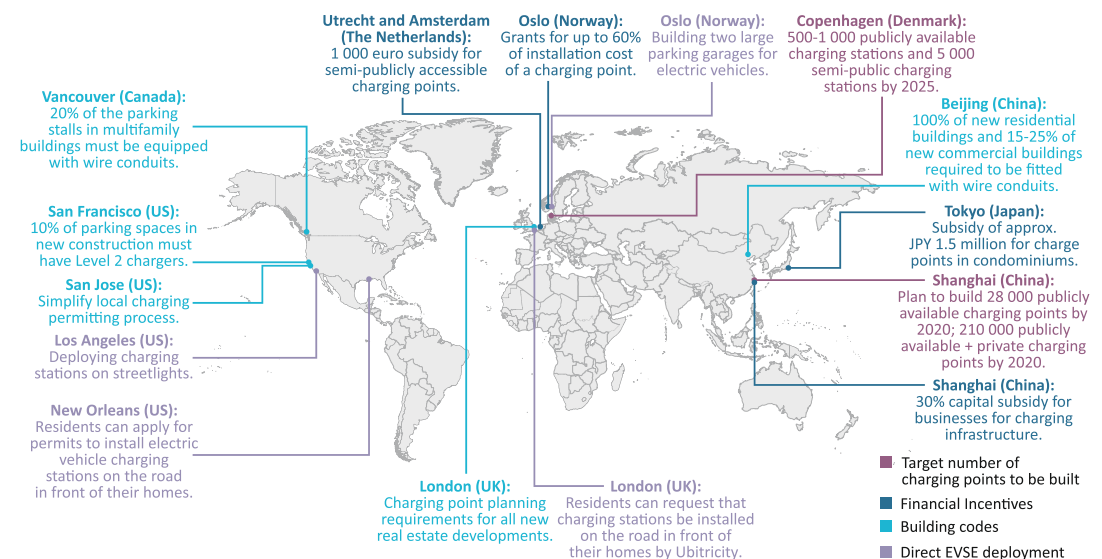 Utrecht and Amsterdam
(The Netherlands):
1 000 euro subsidy for
semi-publicly accessible
charging points.
Oslo (Norway):
Grants for up to 60%
of installation cost
of a charging point.
Oslo (Norway):
Building two large
parking garages for
electric vehicles.
Copenhagen (Denmark):
500-1 000 publicly available
charging stations and 5 000
semi-public charging
stations by 2025.
Vancouver (Canada):
20% of the parking
stalls in multifamily
buildings must be equipped
with wire conduits.
Beijing (China):
100% of new residential
buildings and 15-25% of
new commercial buildings
required to be fitted
with wire conduits.
San Francisco (US):
10% of parking spaces in
new construction must
have Level 2 chargers.
Tokyo (Japan):
Subsidy of approx.
JPY 1.5 million for charge
points in condominiums.
San Jose (US):
Simplify local charging
permitting process.
Shanghai (China):
Plan to build 28 000 publicly
available charging points by
2020; 210 000 publicly
available + private charging
points by 2020.
Los Angeles (US):
Deploying charging
stations on streetlights.
Shanghai (China):
30% capital subsidy for
businesses for charging
infrastructure.
New Orleans (US):
Residents can apply for
permits to install electric
vehicle charging
stations on the road
in front of their homes.
London (UK):
Charging point planning
requirements for all new
real estate developments.
London (UK):
Residents can request that
charging stations be installed
on the road in front of
their homes by Ubitricity.
Target number of
charging points to be built
Financial Incentives
Building codes
Direct EVSE deployment